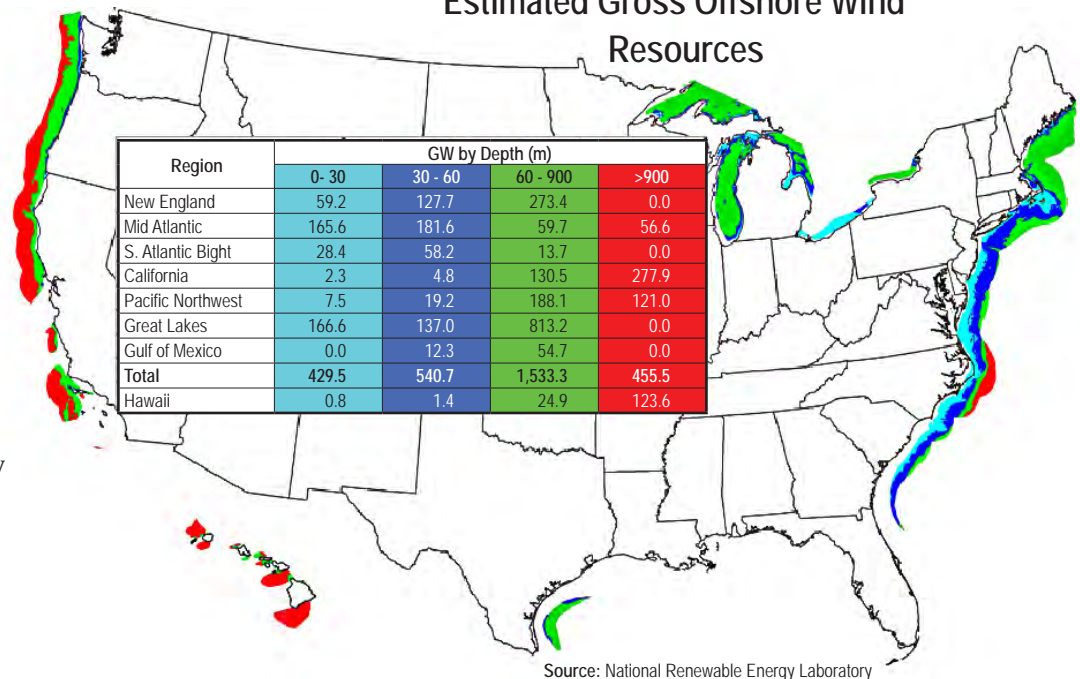 Estimated Gross Offshore Wind
Resources
Region GW by Depth (m)
0- 30 30 - 60 60 - 900 >900
New England 59.2 127.7 273.4 0.0
Mid Atlantic 165.6 181.6 59.7 56.6
S. Atlantic Bight 28.4 58.2 13.7 0.0
California 2.3 4.8 130.5 277.9
Pacific Northwest 7.5 19.2 188.1 121.0
Great Lakes 166.6 137.0 813.2 0.0
Gulf of Mexico 0.0 12.3 54.7 0.0
Total 429.5 540.7 1,533.3 455.5
Hawaii 0.8 1.4 24.9 123.6
Source: National Renewable Energy Laboratory